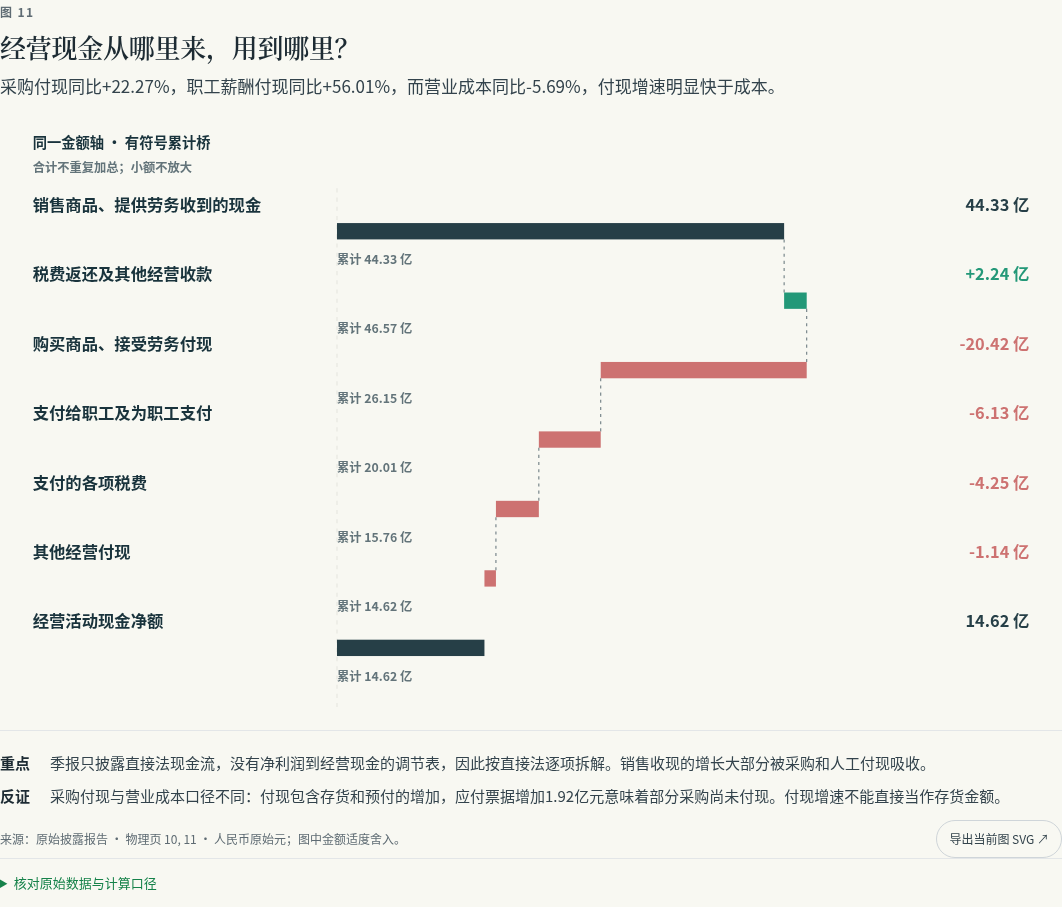 图 11
经营现金从哪里来，用到哪里？
采购付现同比+22.27%，职工薪酬付现同比+56.01%，而营业成本同比-5.69%，付现增速明显快于成本。
同一金额轴 · 有符号累计桥
合计不重复加总；小额不放大
销售商品、提供劳务收到的现金 44.33 亿
累计 44.33 亿
税费返还及其他经营收款 +2.24 亿
累计 46.57 亿
购买商品、接受劳务付现 -20.42 亿
累计 26.15 亿
支付给职工及为职工支付 -6.13 亿
累计 20.01 亿
支付的各项税费 -4.25 亿
累计 15.76 亿
其他经营付现 -1.14 亿
累计 14.62 亿
经营活动现金净额 14.62 亿
累计 14.62 亿
重点 季报只披露直接法现金流，没有净利润到经营现金的调节表，因此按直接法逐项拆解。销售收现的增长大部分被采购和人工付现吸收。
反证 采购付现与营业成本口径不同：付现包含存货和预付的增加，应付票据增加1.92亿元意味着部分采购尚未付现。付现增速不能直接当作存货金额。
来源：原始披露报告 · 物理页 10, 11 · 人民币原始元；图中金额适度舍入。
导出当前图 SVG ↗
▶ 核对原始数据与计算口径